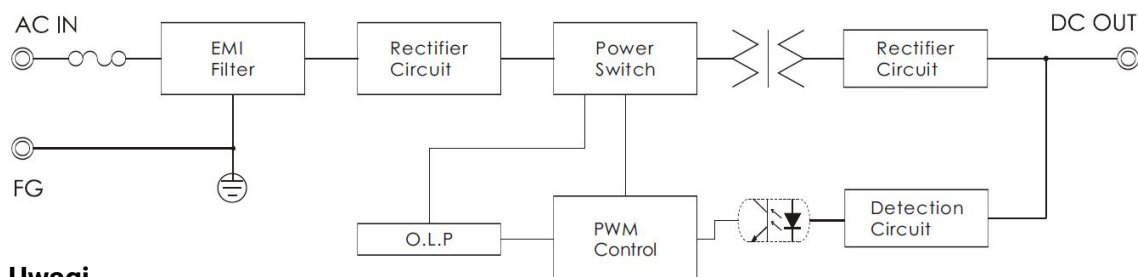 AC IN
DC OUT
EMI
Filter
Rectifier
Circuit
Power
Switch
Rectifier
Circuit
FG
O.L.P
PWM
Control
Detection
Circuit
Uwagi